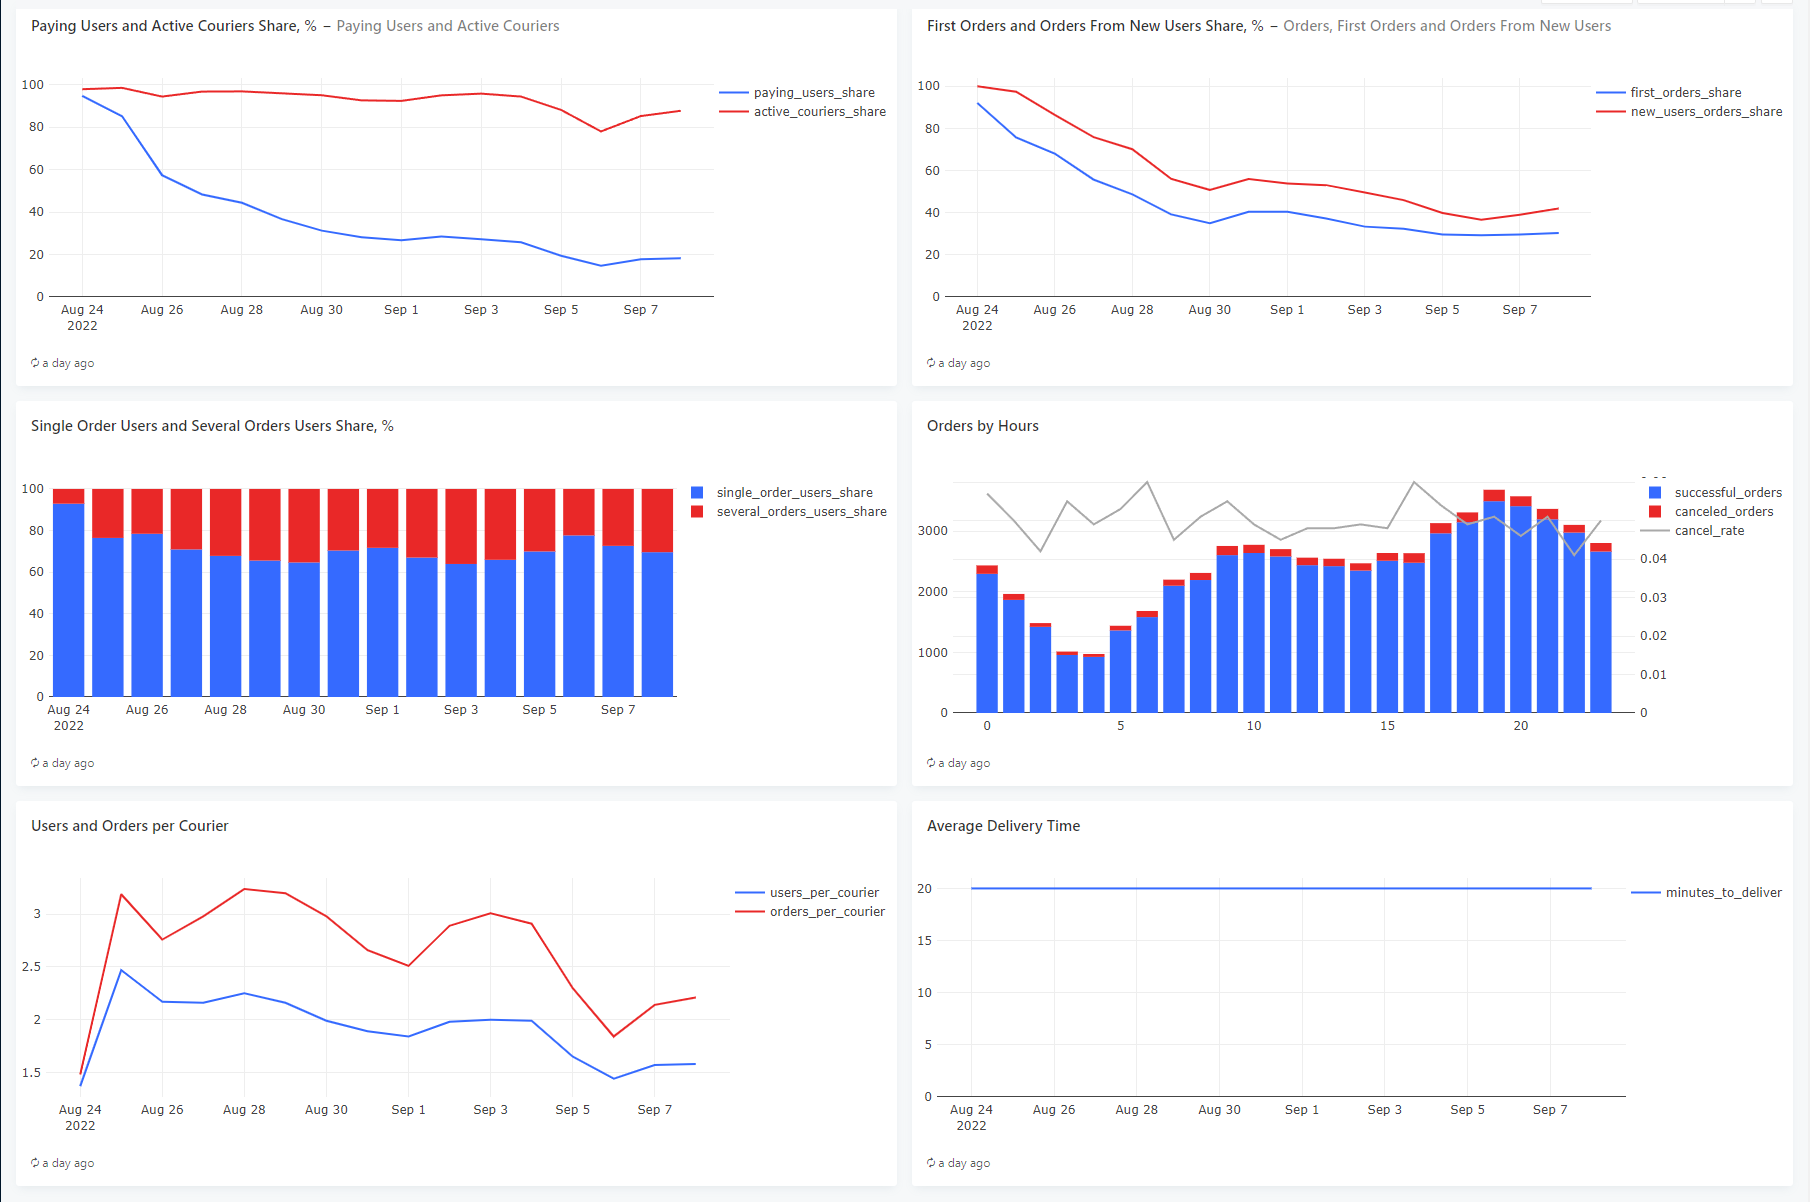 Paying Users and Active Couriers Share, % – Paying Users and Active Couriers
100
80
60
40
20
0
Aug 24 Aug 26 Aug 28 Aug 30 Sep 1 Sep 3 Sep 5 Sep 7
2022
paying_users_share
active_couriers_share
a day ago
First Orders and Orders From New Users Share, % – Orders, First Orders and Orders From New Users
100
80
60
40
20
0
Aug 24 Aug 26 Aug 28 Aug 30 Sep 1 Sep 3 Sep 5 Sep 7
2022
first_orders_share
new_users_orders_share
a day ago
Single Order Users and Several Orders Users Share, %
100
80
60
40
20
0
Aug 24 Aug 26 Aug 28 Aug 30 Sep 1 Sep 3 Sep 5 Sep 7
2022
single_order_users_share
several_orders_users_share
a day ago
Orders by Hours
3000
2000
1000
0
0 5 10 15 20
0.04
0.03
0.02
0.01
0
successful_orders
canceled_orders
cancel_rate
a day ago
Users and Orders per Courier
3
2.5
2
1.5
Aug 24 Aug 26 Aug 28 Aug 30 Sep 1 Sep 3 Sep 5 Sep 7
2022
users_per_courier
orders_per_courier
a day ago
Average Delivery Time
20
15
10
5
0
Aug 24 Aug 26 Aug 28 Aug 30 Sep 1 Sep 3 Sep 5 Sep 7
2022
minutes_to_deliver
a day ago